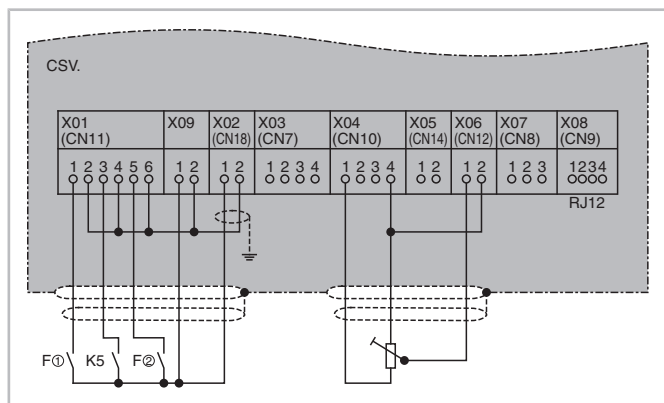 CSV.
X01 X09 X02 X03 X04 X05 X06 X07 X08
(CN11) (CN18) (CN7) (CN10) (CN14) (CN12) (CN8) (CN9)
1 2 3 4 5 6 1 2 1 2 1 2 3 4 1 2 3 4 1 2 1 2 1 2 3 1234
RJ12
F① K5 F②